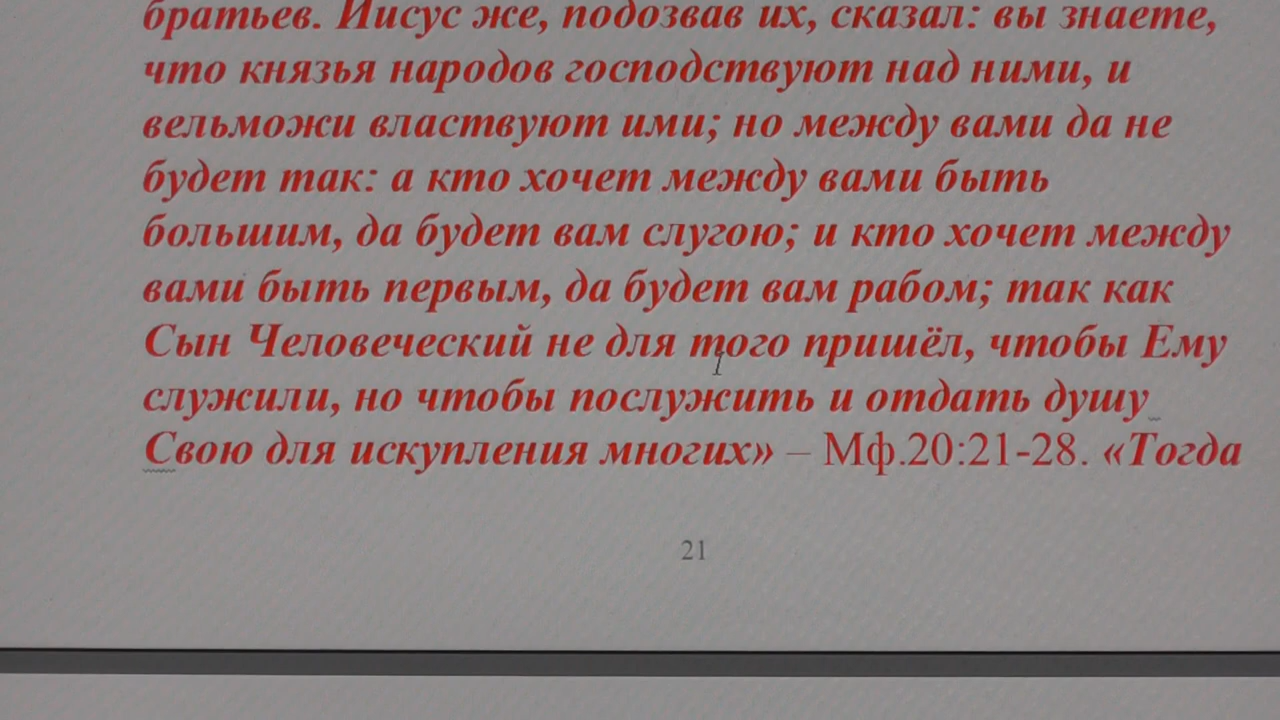 братьев. Иисус же, подозвав их, сказал: вы знаете,
что князья народов господствуют над ними, и
вельможи властвуют ими; но между вами да не
будет так: а кто хочет между вами быть
большим, да будет вам слугою; и кто хочет между
вами быть первым, да будет вам рабом; так как
Сын Человеческий не для того пришёл, чтобы Ему
служили, но чтобы послужить и отдать душу
Свою для искупления многих» – Мф.20:21-28. «Тогда
21